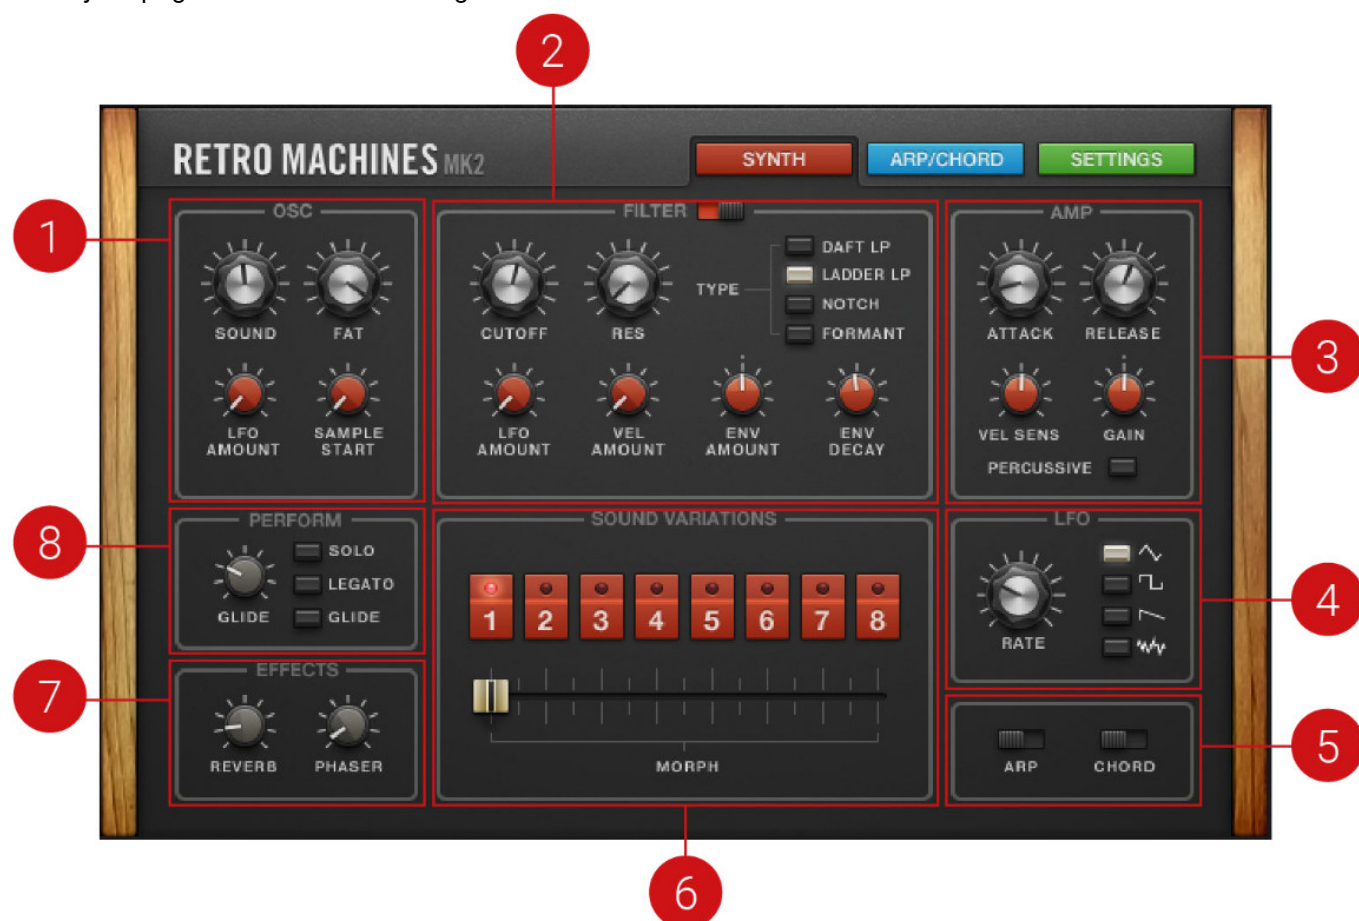 2
RETRO MACHINES MK2
SYNTH
ARP/CHORD
SETTINGS
1
OSC
SOUND
FAT
LFO AMOUNT
SAMPLE START
FILTER
CUTOFF
RES
TYPE
DAFT LP
LADDER LP
NOTCH
FORMANT
LFO AMOUNT
VEL AMOUNT
ENV AMOUNT
ENV DECAY
AMP
ATTACK
RELEASE
VEL SENS
GAIN
PERCUSSIVE
3
8
PERFORM
GLIDE
SOLO
LEGATO
GLIDE
SOUND VARIATIONS
1 2 3 4 5 6 7 8
MORPH
LFO
RATE
4
7
EFFECTS
REVERB
PHASER
ARP
CHORD
5
6